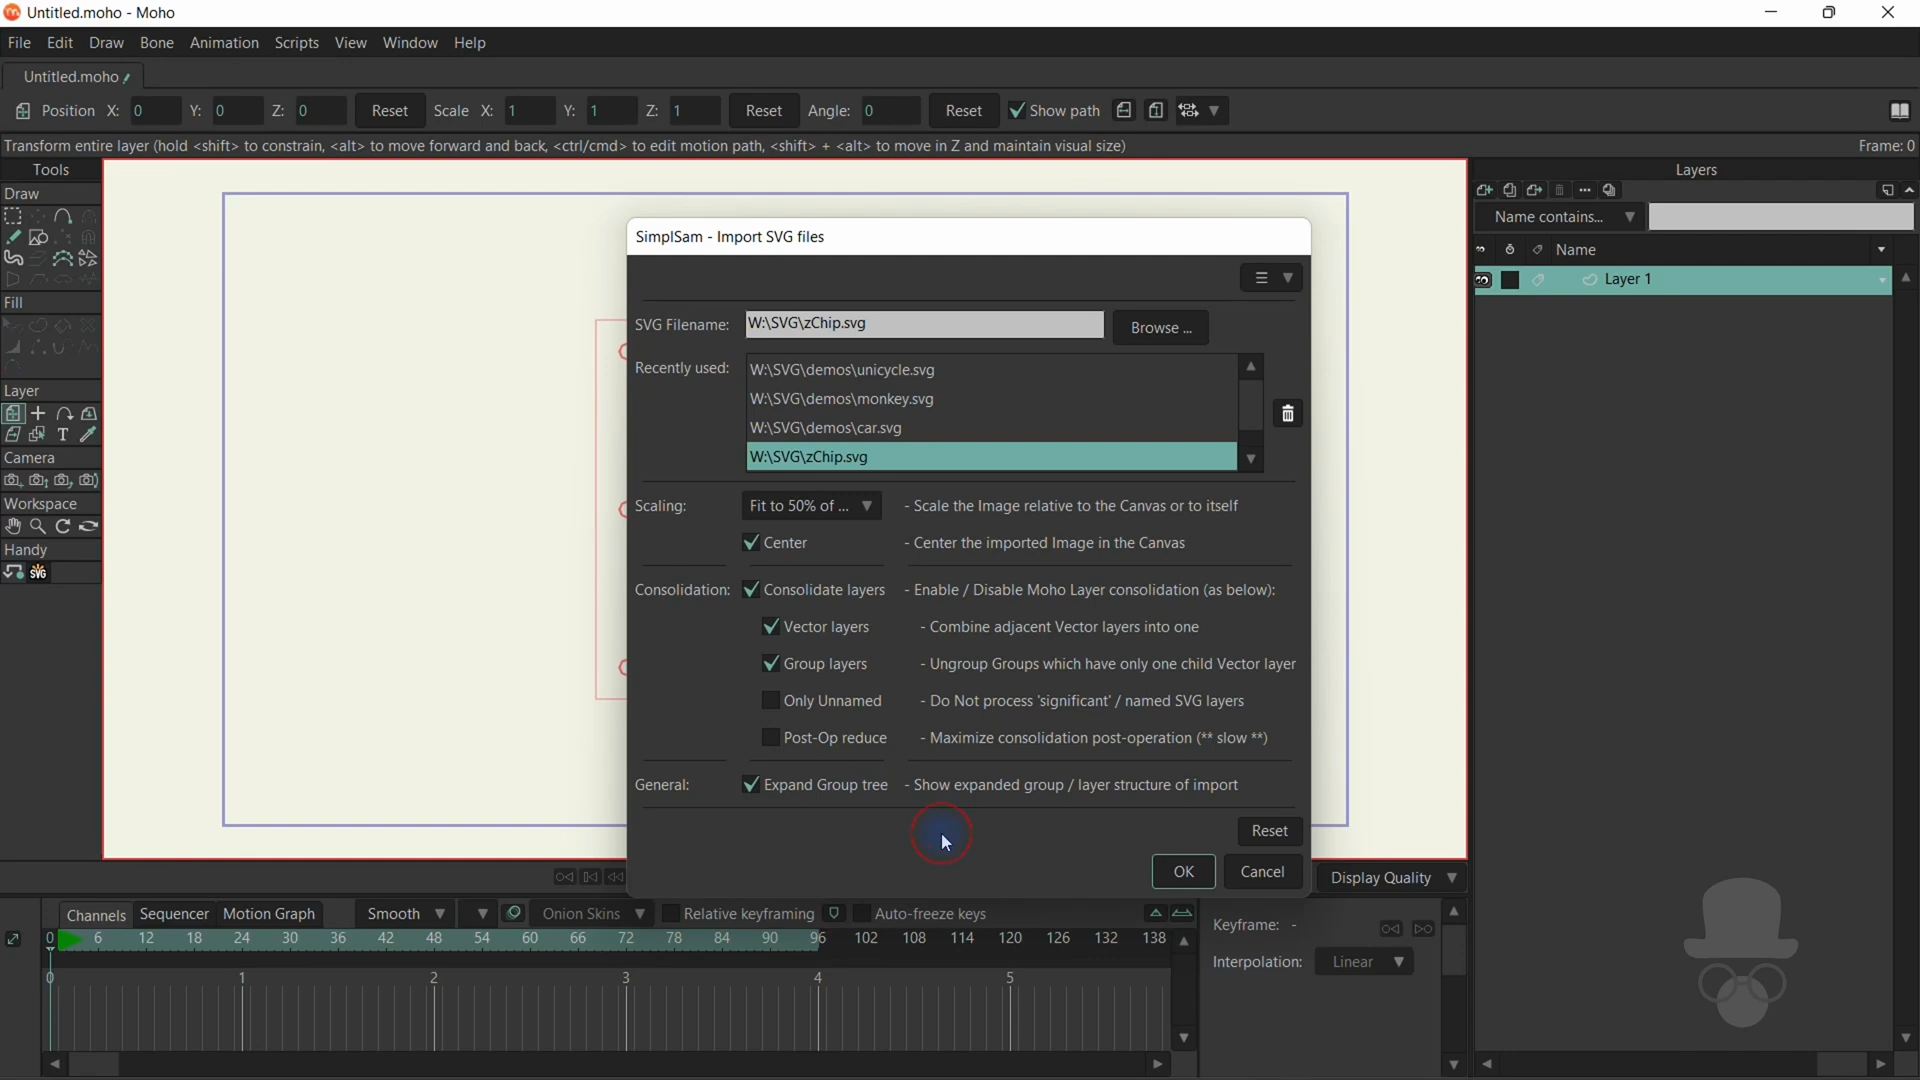 Untitled.moho - Moho
File Edit Draw Bone Animation Scripts View Window Help
Untitled.moho
Position X: 0 Y: 0 Z: 0 Reset Scale X: 1 Y: 1 Z: 1 Reset Angle: 0 Reset Show path
Transform entire layer (hold <shift> to constrain, <alt> to move forward and back, <ctrl/cmd> to edit motion path, <shift> + <alt> to move in Z and maintain visual size) Frame: 0
Tools
Draw
Fill
Layer
T
Camera
Workspace
Handy
SVG
SimplSam - Import SVG files
SVG Filename: W:\SVG\zChip.svg Browse ...
Recently used: W:\SVG\demos\unicycle.svg
W:\SVG\demos\monkey.svg
W:\SVG\demos\car.svg
W:\SVG\zChip.svg
Scaling: Fit to 50% of ... - Scale the Image relative to the Canvas or to itself
Center - Center the imported Image in the Canvas
Consolidation: Consolidate layers - Enable / Disable Moho Layer consolidation (as below):
Vector layers - Combine adjacent Vector layers into one
Group layers - Ungroup Groups which have only one child Vector layer
Only Unnamed - Do Not process 'significant' / named SVG layers
Post-Op reduce - Maximize consolidation post-operation (** slow **)
General: Expand Group tree - Show expanded group / layer structure of import
Reset
OK Cancel
Layers
Name contains...
Name
Layer 1
Display Quality
Channels Sequencer Motion Graph Smooth Onion Skins Relative keyframing Auto-freeze keys
0 6 12 18 24 30 36 42 48 54 60 66 72 78 84 90 96 102 108 114 120 126 132 138
0 1 2 3 4 5
Keyframe: -
Interpolation: Linear